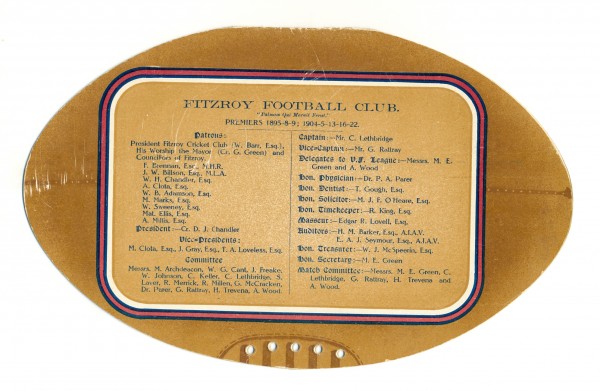 FITZROY FOOTBALL CLUB.
"Palmam Qui Meruit Ferat."
PREMIERS 1895-8-9; 1904-5-13-16-22.
Patrons:
President Fitzroy Cricket Club (W. Barr, Esq.),
His Worship the Mayor (Cr. G. Green) and
Councillors of Fitzroy.
F. Brennan, Esq., M.H.R.
J. W. Billson, Esq., M.L.A.
W. H. Chandler, Esq.
A. Clota, Esq.
W. B. Adamson, Esq.
M. Marks, Esq.
W. Sweeney, Esq.
Mat. Ellis, Esq.
A. Millis, Esq.
President:—Cr. D. J. Chandler
Vice-Presidents:
M. Clota, Esq., J. Gray, Esq., T. A. Loveless, Esq.
Committee
Messrs. M. Archdeacon, W. G. Cant, J. Freake,
W. Johnson, C. Keller, C. Lethbridge, S.
Laver, R. Merrick, R. Millen, G. McCracken,
Dr. Purer, G. Rattray, H. Trevena, A. Wood.
Captain:—Mr. C. Lethbridge
Vice-Captain:—Mr. G. Rattray
Delegates to V.F. League:—Messrs. M. E.
Green and A. Wood
Hon. Physician:—Dr. P. A. Parer
Hon. Dentist:—T. Gough, Esq.
Hon. Solicitor:—M. J. F. O'Heare, Esq.
Hon. Timekeeper:—R. King, Esq.
Masseur:—Edgar R. Lovell, Esq.
Auditors:—H. M. Barker, Esq., A.I.A.V.
E. A. J. Seymour, Esq., A.I.A.V.
Hon. Treasurer:—W. J. McSpeerin, Esq.
Hon. Secretary:—M. E. Green
Match Committee:—Messrs. M. E. Green, C.
Lethbridge, G. Rattray, H. Trevena and
A. Wood.